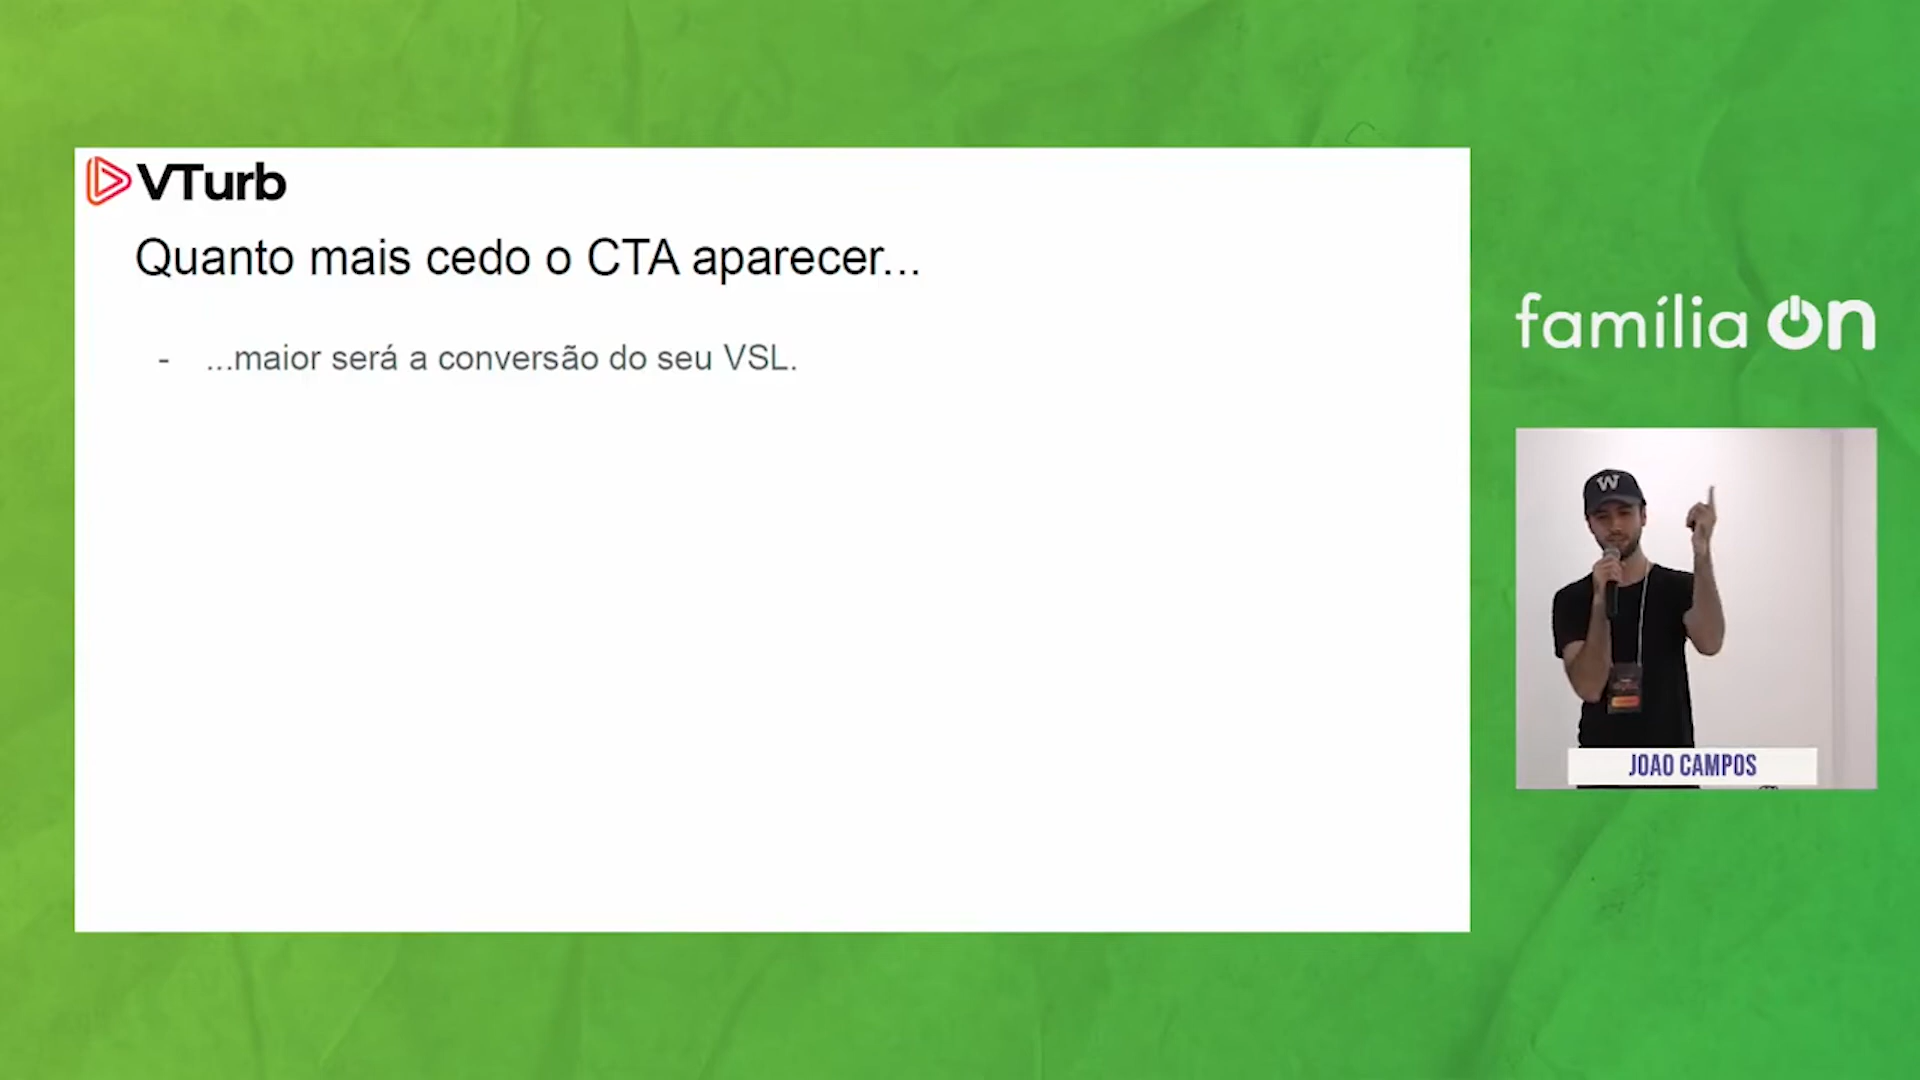 VTurb
Quanto mais cedo o CTA aparecer...
- ...maior será a conversão do seu VSL.
família on
W
JOAO CAMPOS